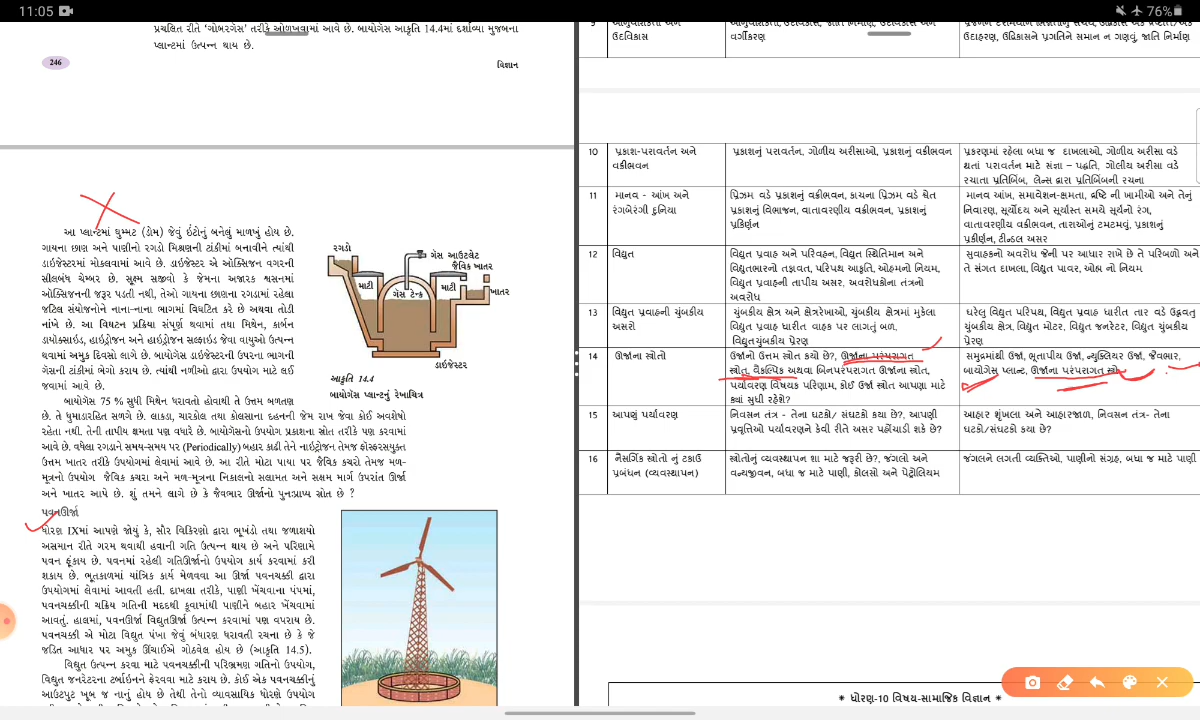 11:05
76%
પ્રચલિત રીતે 'ગોબરગૅસ' તરીકે ઓળખવામાં આવે છે. બાયોગૅસ આકૃતિ 14.4માં દર્શાવ્યા મુજબના
પ્લાન્ટમાં ઉત્પન્ન થાય છે.
246
વિજ્ઞાન
આ પ્લાન્ટમાં ઘુમ્મટ (ડોમ) જેવું ઇંટોનું બનેલું માળખું હોય છે.
ગાયના છાણ અને પાણીનો રગડો મિશ્રણની ટાંકીમાં બનાવીને ત્યાંથી
ડાઇજેસ્ટરમાં મોકલવામાં આવે છે. ડાઇજેસ્ટર એ ઑક્સિજન વગરની
સીલબંધ ચેમ્બર છે. સૂક્ષ્મ સજીવો કે જેમના અજારક શ્વસનમાં
ઑક્સિજનની જરૂર પડતી નથી, તેઓ ગાયના છાણના રગડામાં રહેલા
જટિલ સંયોજનોને નાના-નાના ભાગમાં વિઘટિત કરે છે અથવા તોડી
નાંખે છે. આ વિઘટન પ્રક્રિયા સંપૂર્ણ થવામાં તથા મિથેન, કાર્બન
ડાયૉક્સાઇડ, હાઇડ્રોજન અને હાઇડ્રોજન સલ્ફાઇડ જેવા વાયુઓ ઉત્પન્ન
થવામાં અમુક દિવસો લાગે છે. બાયોગૅસ ડાઇજેસ્ટરની ઉપરના ભાગની
ગૅસની ટાંકીમાં ભેગો કરાય છે. ત્યાંથી નળીઓ દ્વારા ઉપયોગ માટે લઈ
જવામાં આવે છે.
રગડો
ગૅસ આઉટલેટ
જૈવિક ખાતર
માટી
ગૅસ ટેન્ક
માટી
ખાતર
ડાઇજેસ્ટર
આકૃતિ 14.4
બાયોગૅસ પ્લાન્ટનું રેખાચિત્ર
બાયોગૅસ 75 % સુધી મિથેન ધરાવતો હોવાથી તે ઉત્તમ બળતણ
છે. તે ધુમાડારહિત સળગે છે. લાકડા, ચારકોલ તથા કોલસાના દહનની જેમ રાખ જેવા કોઈ અવશેષો
રહેતા નથી. તેની તાપીય ક્ષમતા પણ વધારે છે. બાયોગૅસનો ઉપયોગ પ્રકાશના સ્રોત તરીકે પણ કરવામાં
આવે છે. વધેલા રગડાને સમય-સમય પર (Periodically) બહાર કાઢી તેને નાઇટ્રોજન તેમજ ફૉસ્ફરસયુક્ત
ઉત્તમ ખાતર તરીકે ઉપયોગમાં લેવામાં આવે છે. આ રીતે મોટા પાયા પર જૈવિક કચરો તેમજ મળ-
મૂત્રનો ઉપયોગ જૈવિક કચરા અને મળ-મૂત્રના નિકાલનો સલામત અને સક્ષમ માર્ગ ઉપરાંત ઊર્જા
અને ખાતર આપે છે. શું તમને લાગે છે કે જૈવભાર ઊર્જાનો પુનઃપ્રાપ્ય સ્રોત છે ?
પવનઊર્જા
ધોરણ IXમાં આપણે જોયું કે, સૌર વિકિરણો દ્વારા ભૂખંડો તથા જળાશયો
અસમાન રીતે ગરમ થવાથી હવાની ગતિ ઉત્પન્ન થાય છે અને પરિણામે
પવન ફૂંકાય છે. પવનમાં રહેલી ગતિઊર્જાનો ઉપયોગ કાર્ય કરવામાં કરી
શકાય છે. ભૂતકાળમાં યાંત્રિક કાર્ય મેળવવા આ ઊર્જા પવનચક્કી દ્વારા
ઉપયોગમાં લેવામાં આવતી હતી. દાખલા તરીકે, પાણી ખેંચવાના પંપમાં,
પવનચક્કીની ચક્રિય ગતિની મદદથી કૂવામાંથી પાણીને બહાર ખેંચવામાં
આવતું. હાલમાં, પવનઊર્જા વિદ્યુતઊર્જા ઉત્પન્ન કરવામાં પણ વપરાય છે.
પવનચક્કી એ મોટા વિદ્યુત પંખા જેવું બંધારણ ધરાવતી રચના છે કે જે
જડિત આધાર પર અમુક ઊંચાઈએ ગોઠવેલ હોય છે (આકૃતિ 14.5).
વિદ્યુત ઉત્પન્ન કરવા માટે પવનચક્કીની પરિભ્રમણ ગતિનો ઉપયોગ,
વિદ્યુત જનરેટરના ટર્બાઇનને ફેરવવા માટે કરાય છે. કોઈ એક પવનચક્કીનું
આઉટપુટ ખૂબ જ નાનું હોય છે તેથી તેનો વ્યાવસાયિક ધોરણે ઉપયોગ
ઉદવિકાસ
વર્ગીકરણ
ઉદાહરણ, ઉદ્વિકાસને પ્રગતિને સમાન ન ગણવું, જાતિ નિર્માણ
10 પ્રકાશ-પરાવર્તન અને વક્રીભવન
પ્રકાશનું પરાવર્તન, ગોળીય અરીસાઓ, પ્રકાશનું વક્રીભવન
પ્રકરણમાં રહેલા બધા જ દાખલાઓ, ગોળીય અરીસા વડે
થતાં પરાવર્તન માટે સંજ્ઞા – પદ્ધતિ, ગોલીય અરીસા વડે
રચાતા પ્રતિબિંબ, લેન્સ દ્વારા પ્રતિબિંબની રચના
11 માનવ - આંખ અને રંગબેરંગી દુનિયા
પ્રિઝમ વડે પ્રકાશનું વક્રીભવન, કાચના પ્રિઝમ વડે શ્વેત
પ્રકાશનું વિભાજન, વાતાવરણીય વક્રીભવન, પ્રકાશનું
પ્રકિર્ણન
માનવ આંખ, સમાવેશન-ક્ષમતા, દ્રષ્ટિ ની ખામીઓ અને તેનું
નિવારણ, સૂર્યોદય અને સૂર્યાસ્ત સમયે સૂર્યનો રંગ,
વાતાવરણીય વક્રીભવન, તારાઓનું ટમટમવું, પ્રકાશનું
પ્રકીર્ણન, ટીન્ડલ અસર
12 વિદ્યુત
વિદ્યુત પ્રવાહ અને પરિવહન, વિદ્યુત સ્થિતિમાન અને
વિદ્યુતભારનો તફાવત, પરિપથ આકૃતિ, ઓહમનો નિયમ,
વિદ્યુત પ્રવાહની તાપીય અસર, અવરોધકોના તંત્રનો
અવરોધ
સુવાહકનો અવરોધ જેની પર આધાર રાખે છે તે પરિબળો અને
તે સંગત દાખલા, વિદ્યુત પાવર, ઓહ્મ નો નિયમ
13 વિદ્યુત પ્રવાહની ચુંબકીય અસરો
ચુંબકીય ક્ષેત્ર અને ક્ષેત્રરેખાઓ, ચુંબકીય ક્ષેત્રમાં મુકેલા
વિદ્યુત પ્રવાહ ધારીત વાહક પર લાગતું બળ,
વિદ્યુતચુંબકીય પ્રેરણ
ઘરેલુ વિદ્યુત પરિપથ, વિદ્યુત પ્રવાહ ધારીત તાર વડે ઉદ્ભવતુ
ચુંબકીય ક્ષેત્ર, વિદ્યુત મોટર, વિદ્યુત જનરેટર, વિદ્યુત ચુંબકીય
પ્રેરણ
14 ઊર્જાના સ્રોતો
ઉર્જાનો ઉત્તમ સ્રોત કયો છે?, ઊર્જાના પરંપરાગત
સ્રોત, વૈકલ્પિક અથવા બિનપરંપરાગત ઊર્જાના સ્રોત,
પર્યાવરણ વિષયક પરિણામ, કોઈ ઉર્જા સ્રોત આપણા માટે
ક્યાં સુધી રહેશે?
સમુદ્રમાંથી ઉર્જા, ભૂતાપીય ઉર્જા, ન્યુક્લિયર ઉર્જા, જૈવભાર,
બાયોગેસ પ્લાન્ટ, ઊર્જાના પરંપરાગત
15 આપણું પર્યાવરણ
નિવસન તંત્ર - તેના ઘટકો/ સંઘટકો કયા છે?, આપણી
પ્રવૃત્તિઓ પર્યાવરણને કેવી રીતે અસર પહોંચાડી શકે છે?
આહાર શૃંખલા અને આહારજાળ, નિવસન તંત્ર- તેના
ઘટકો/સંઘટકો કયા છે?
16 નૈસર્ગિક સ્રોતો નું ટકાઉ પ્રબંધન (વ્યવસ્થાપન)
સ્રોતોનું વ્યવસ્થાપન શા માટે જરૂરી છે?, જંગલો અને
વન્યજીવન, બધા જ માટે પાણી, કોલસો અને પેટ્રોલિયમ
જંગલને લગતી વ્યક્તિઓ, પાણીનો સંગ્રહ, બધા જ માટે પાણી
* ધોરણ-10 વિષય-સામાજિક વિજ્ઞાન *